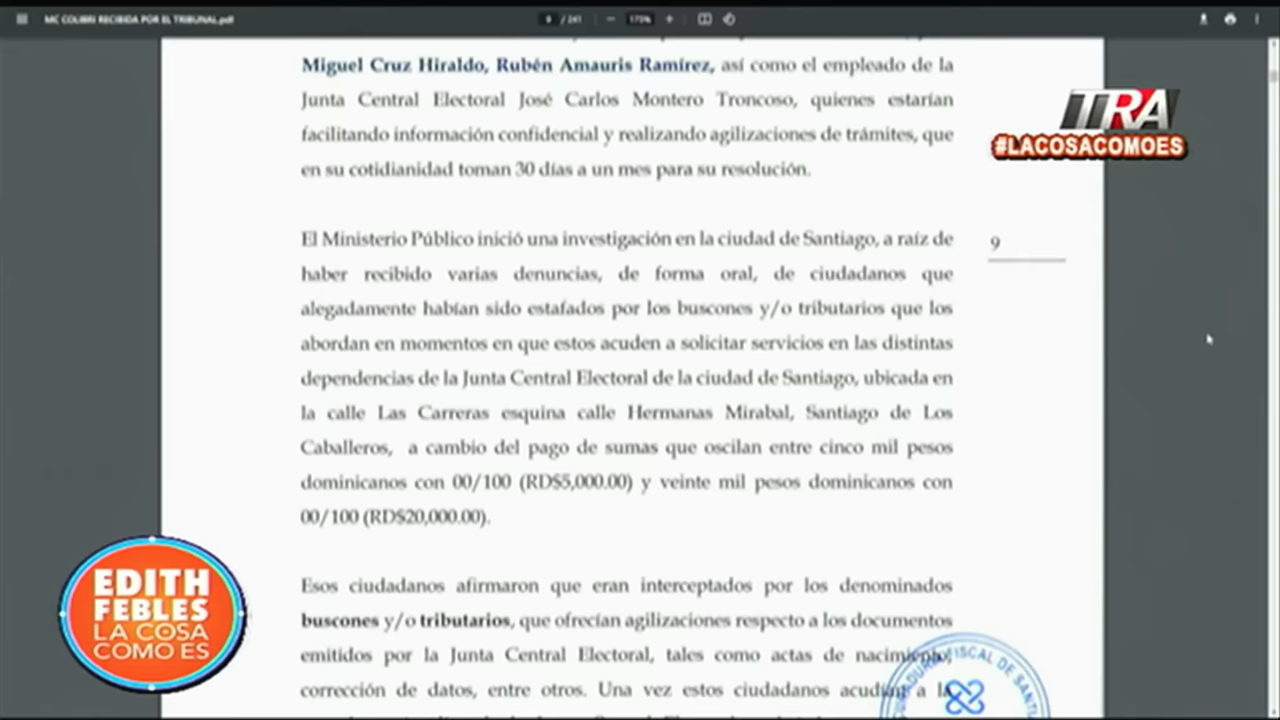 MC COLIBRI RECIBIDA POR EL TRIBUNAL.pdf
9 / 241
175%
Miguel Cruz Hiraldo, Rubén Amauris Ramírez, así como el empleado de la
Junta Central Electoral José Carlos Montero Troncoso, quienes estarían
facilitando información confidencial y realizando agilizaciones de trámites, que
en su cotidianidad toman 30 días a un mes para su resolución.
TRA
#LACOSACOMOES
El Ministerio Público inició una investigación en la ciudad de Santiago, a raíz de
9
haber recibido varias denuncias, de forma oral, de ciudadanos que
alegadamente habían sido estafados por los buscones y/o tributarios que los
abordan en momentos en que estos acuden a solicitar servicios en las distintas
dependencias de la Junta Central Electoral de la ciudad de Santiago, ubicada en
la calle Las Carreras esquina calle Hermanas Mirabal, Santiago de Los
Caballeros, a cambio del pago de sumas que oscilan entre cinco mil pesos
dominicanos con 00/100 (RD$5,000.00) y veinte mil pesos dominicanos con
00/100 (RD$20,000.00).
Esos ciudadanos afirmaron que eran interceptados por los denominados
buscones y/o tributarios, que ofrecían agilizaciones respecto a los documentos
emitidos por la Junta Central Electoral, tales como actas de nacimiento,
corrección de datos, entre otros. Una vez estos ciudadanos acudían a la
EDITH
FEBLES
LA COSA
COMO ES
FISCAL DE SANTI